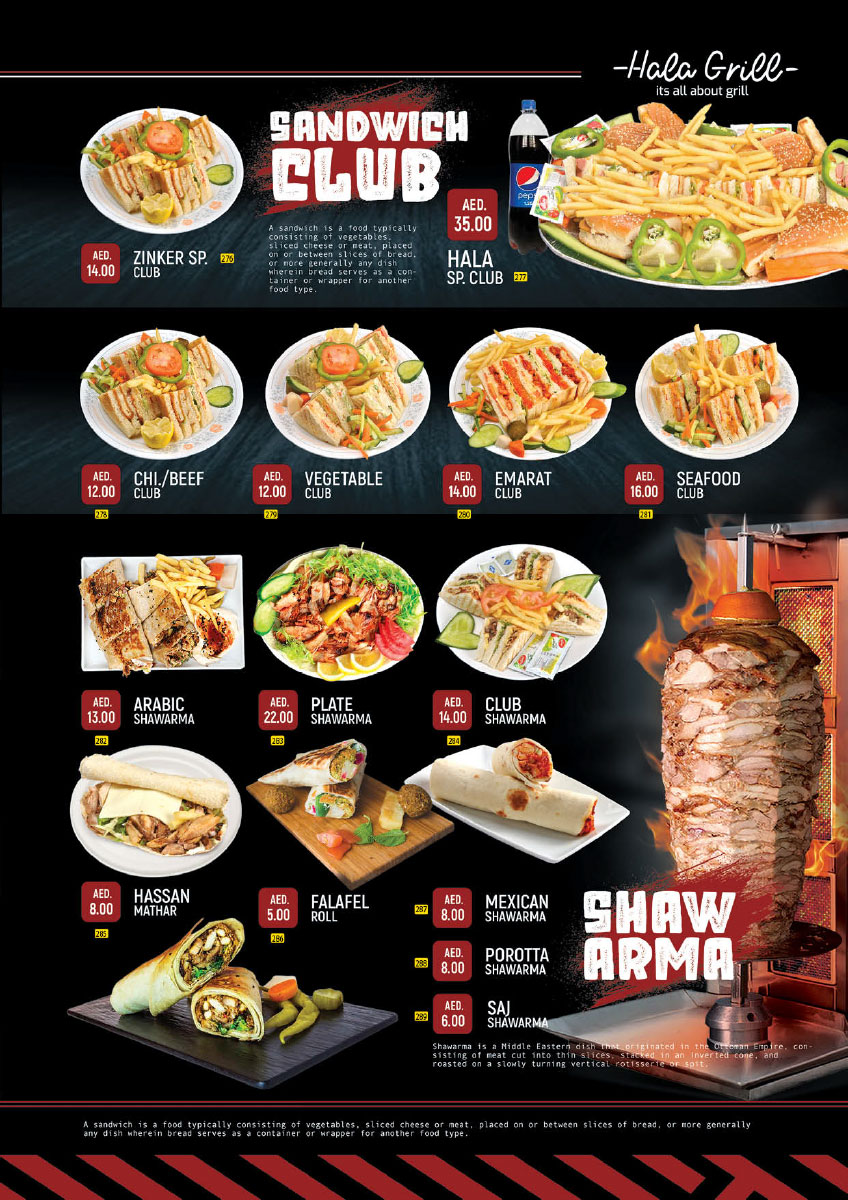 -Hala Grill-
its all about grill
SANDWICH
CLUB
A sandwich is a food typically
consisting of vegetables,
sliced cheese or meat, placed
on or between slices of bread,
or more generally any dish
wherein bread serves as a con-
tainer or wrapper for another
food type.
AED.
14.00
ZINKER SP.
CLUB
276
pepsi
AED.
35.00
HALA
SP. CLUB
277
AED.
12.00
CHI./BEEF
CLUB
278
AED.
12.00
VEGETABLE
CLUB
279
AED.
14.00
EMARAT
CLUB
280
AED.
16.00
SEAFOOD
CLUB
281
AED.
13.00
ARABIC
SHAWARMA
282
AED.
22.00
PLATE
SHAWARMA
283
AED.
14.00
CLUB
SHAWARMA
284
AED.
8.00
HASSAN
MATHAR
285
AED.
5.00
FALAFEL
ROLL
286
287
AED.
8.00
MEXICAN
SHAWARMA
288
AED.
8.00
POROTTA
SHAWARMA
289
AED.
6.00
SAJ
SHAWARMA
SHAW
ARMA
Shawarma is a Middle Eastern dish that originated in the Ottoman Empire, con-
sisting of meat cut into thin slices, stacked in an inverted cone, and
roasted on a slowly turning vertical rotisserie or spit.
A sandwich is a food typically consisting of vegetables, sliced cheese or meat, placed on or between slices of bread, or more generally
any dish wherein bread serves as a container or wrapper for another food type.